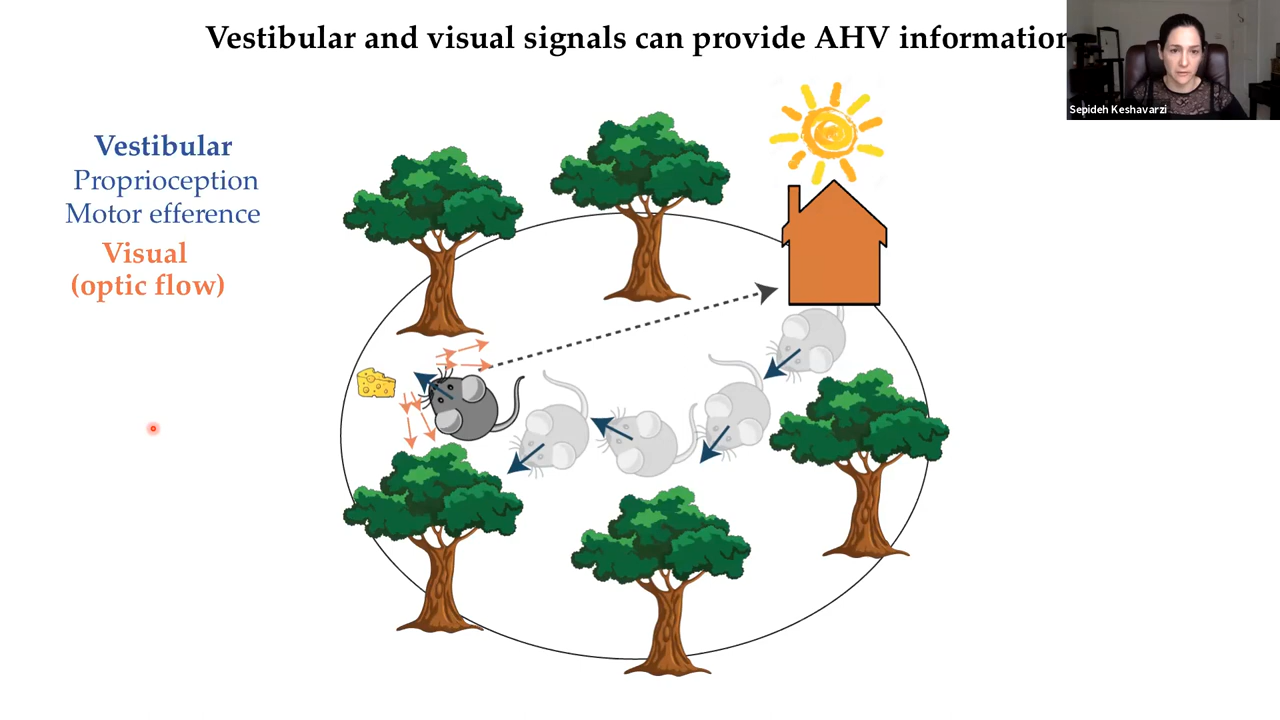 Vestibular and visual signals can provide AHV information
Sepideh Keshavarzi
Vestibular
Proprioception
Motor efference
Visual
(optic flow)